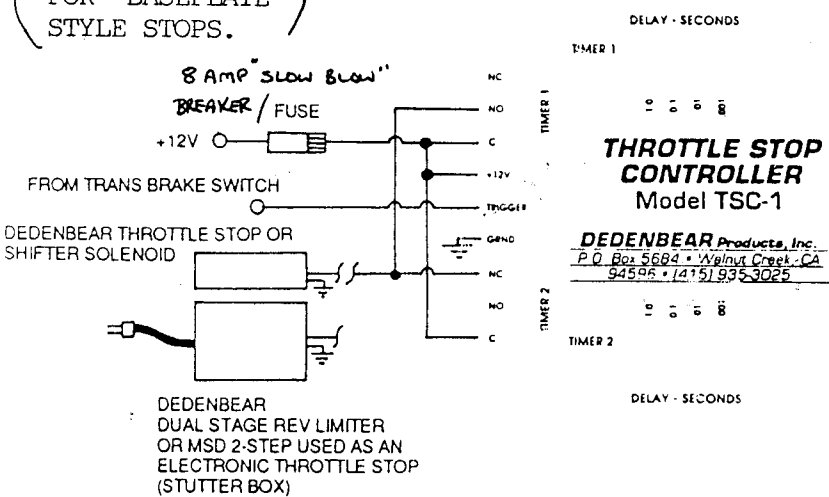 FOR BASEPLATE
STYLE STOPS.
8 AMP "SLOW BLOW"
BREAKER / FUSE
+12V
FROM TRANS BRAKE SWITCH
DEDENBEAR THROTTLE STOP OR
SHIFTER SOLENOID
DEDENBEAR
DUAL STAGE REV LIMITER
OR MSD 2-STEP USED AS AN
ELECTRONIC THROTTLE STOP
(STUTTER BOX)
NC
NO
C
+12V
TRIGGER
GRND
NC
NO
C
TIMER 1
TIMER 2
DELAY - SECONDS
TIMER 1
THROTTLE STOP
CONTROLLER
Model TSC-1
DEDENBEAR Products, Inc.
P.O. Box 5684 • Walnut Creek, CA
94596 • (415) 935-3025
TIMER 2
DELAY - SECONDS